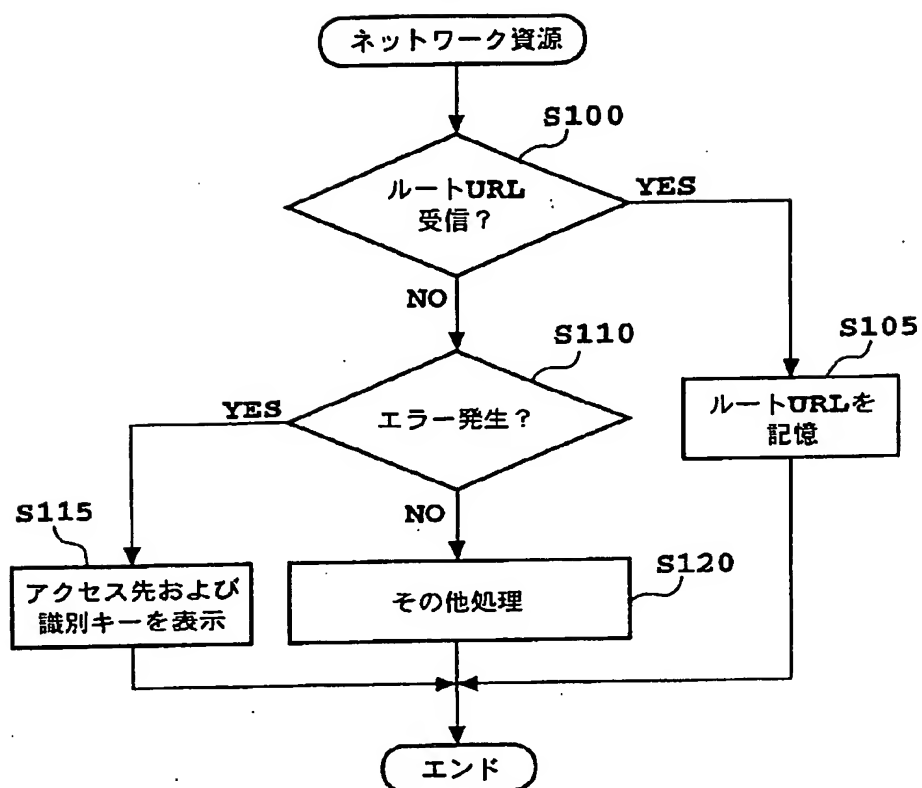 ネットワーク資源
S100
ルートURL
受信?
YES
NO
S110
S105
エラー発生?
YES
ルートURLを
記憶
NO
S115
アクセス先および
識別キーを表示
S120
その他処理
エンド